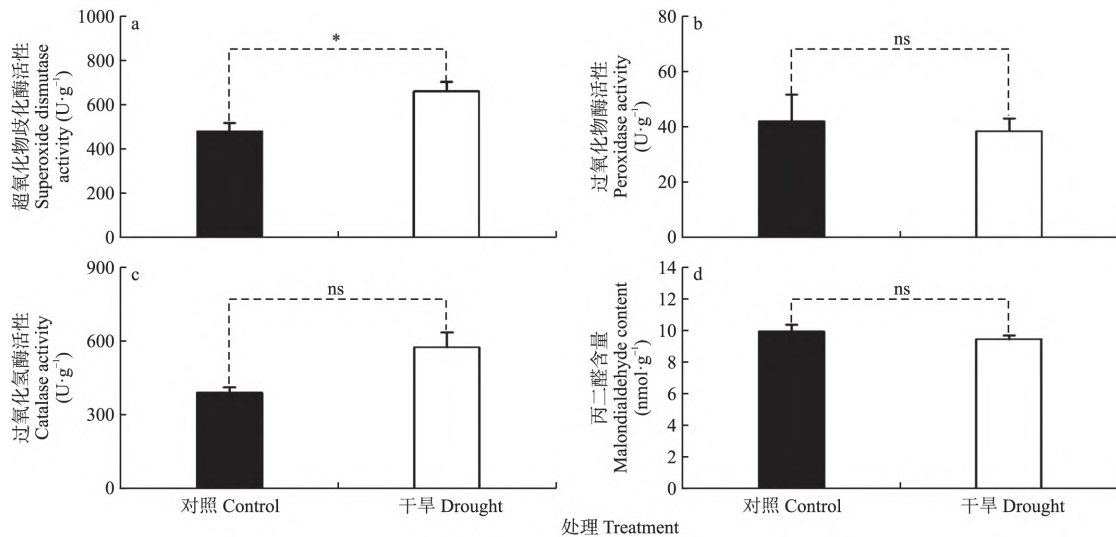 a
超氧化物歧化酶活性
Superoxide dismutase
activity (U·g⁻¹)
1000
800
600
400
200
0
*
b
过氧化物酶活性
Peroxidase activity
(U·g⁻¹)
80
60
40
20
0
ns
c
过氧化氢酶活性
Catalase activity
(U·g⁻¹)
900
600
300
0
ns
对照 Control
干旱 Drought
d
丙二醛含量
Malondialdehyde content
(nmol·g⁻¹)
14
12
10
8
6
4
2
0
ns
对照 Control
干旱 Drought
处理 Treatment